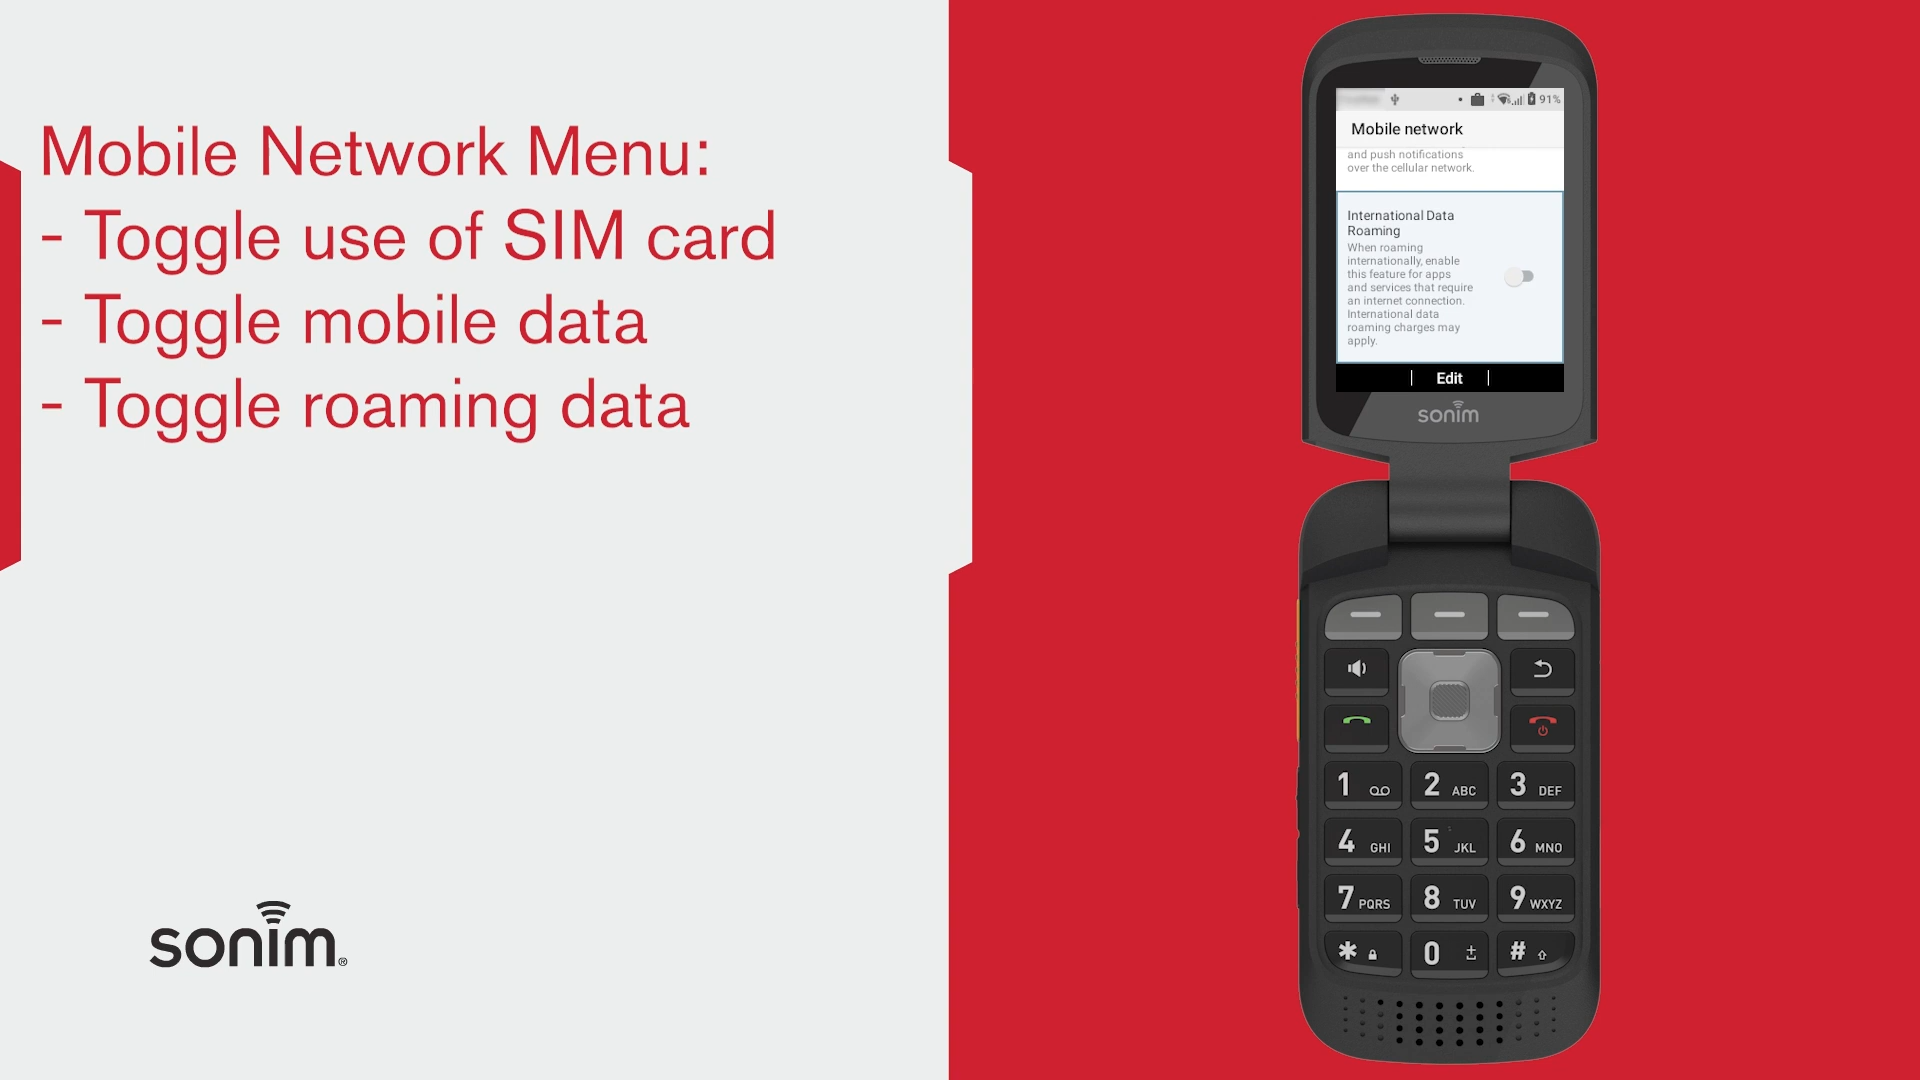 Mobile Network Menu:
- Toggle use of SIM card
- Toggle mobile data
- Toggle roaming data
sonim®
91%
Mobile network
and push notifications
over the cellular network.
International Data
Roaming
When roaming
internationally, enable
this feature for apps
and services that require
an internet connection.
International data
roaming charges may
apply.
Edit
sonim
1
2 ABC
3 DEF
4 GHI
5 JKL
6 MNO
7 PQRS
8 TUV
9 WXYZ
*
0 +
#